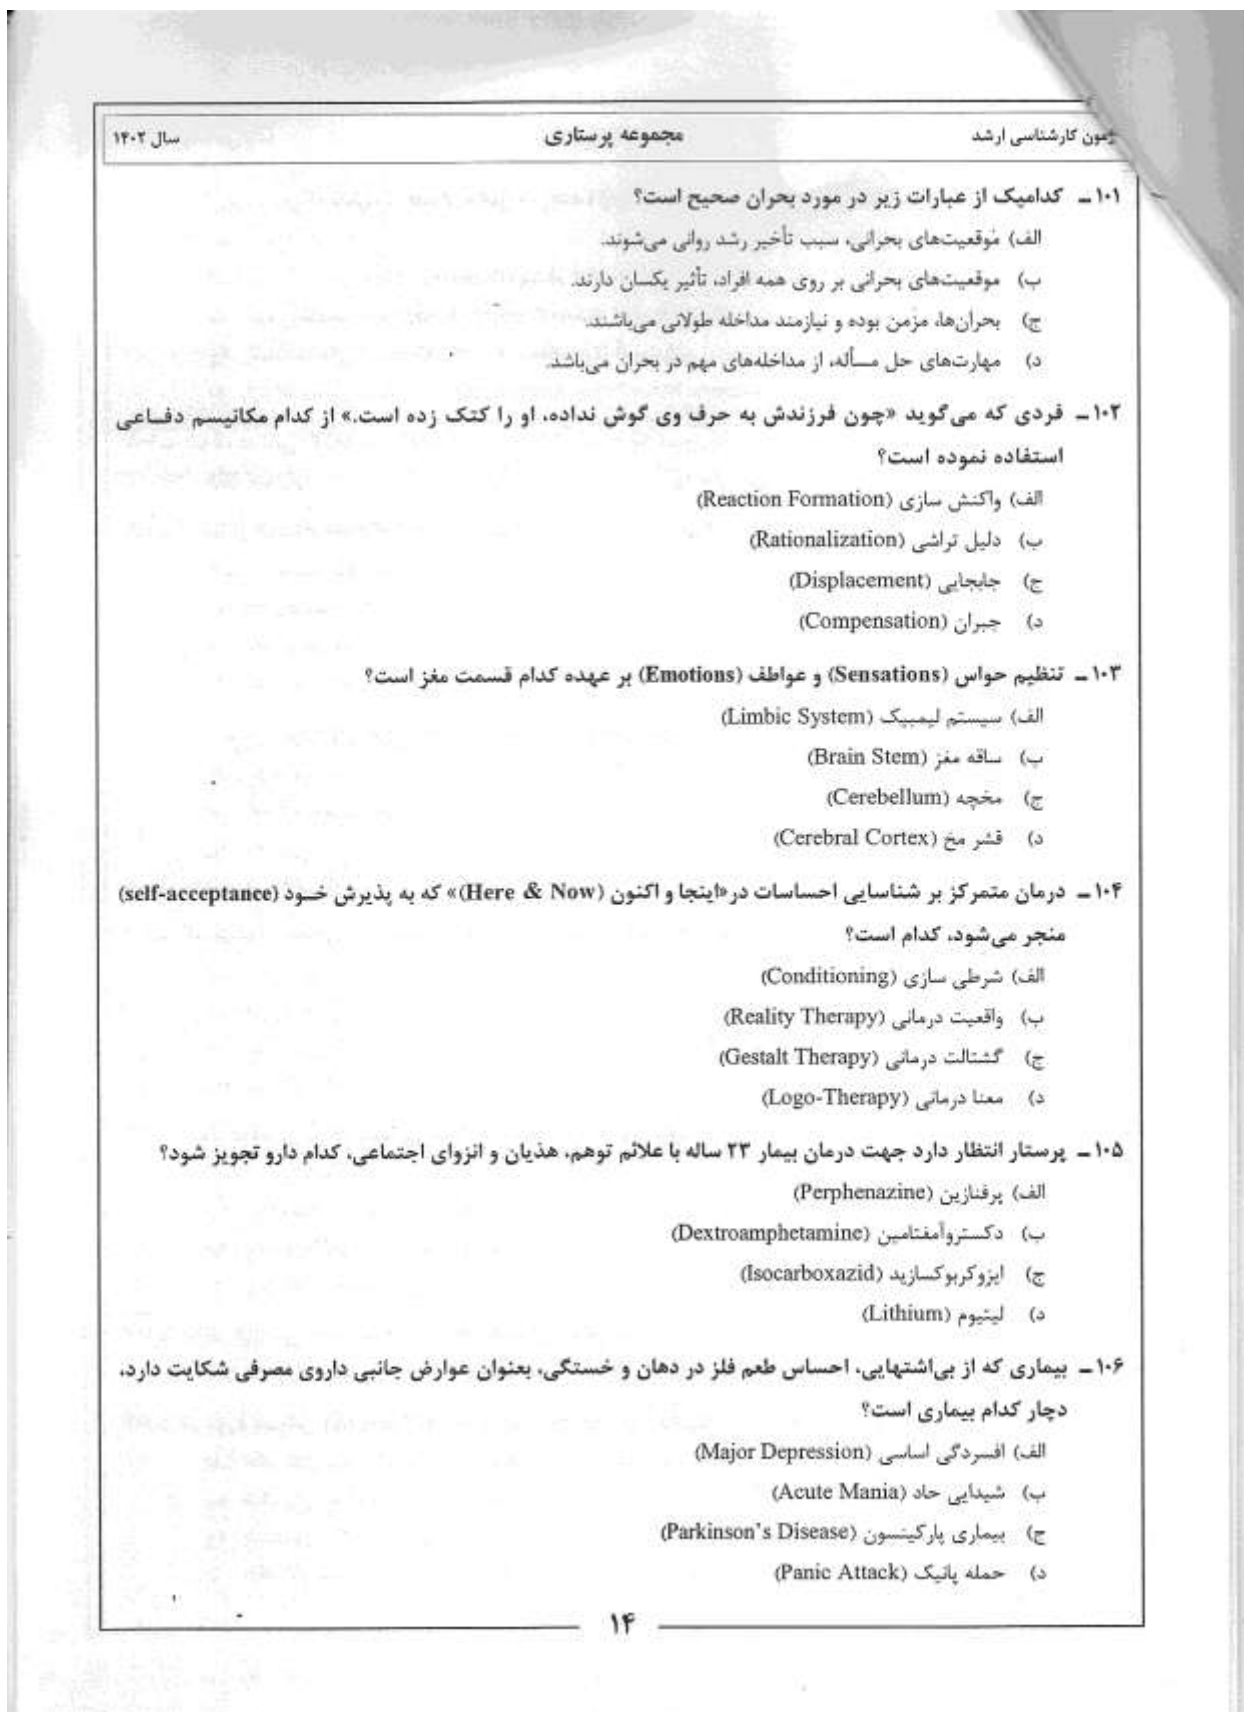 آزمون کارشناسی ارشد
مجموعه پرستاری
سال ۱۴۰۲
۱۰۱ ـ کدامیک از عبارات زیر در مورد بحران صحیح است؟
الف) موقعیت‌های بحرانی، سبب تأخیر رشد روانی می‌شوند.
ب) موقعیت‌های بحرانی بر روی همه افراد، تأثیر یکسان دارند.
ج) بحران‌ها، مزمن بوده و نیازمند مداخله طولانی می‌باشند.
د) مهارت‌های حل مسأله، از مداخله‌های مهم در بحران می‌باشد.
۱۰۲ ـ فردی که می‌گوید «چون فرزندش به حرف وی گوش نداده، او را کتک زده است.» از کدام مکانیسم دفاعی
استفاده نموده است؟
الف) واکنش سازی (Reaction Formation)
ب) دلیل تراشی (Rationalization)
ج) جابجایی (Displacement)
د) جبران (Compensation)
۱۰۳ ـ تنظیم حواس (Sensations) و عواطف (Emotions) بر عهده کدام قسمت مغز است؟
الف) سیستم لیمبیک (Limbic System)
ب) ساقه مغز (Brain Stem)
ج) مخچه (Cerebellum)
د) قشر مخ (Cerebral Cortex)
۱۰۴ ـ درمان متمرکز بر شناسایی احساسات در«اینجا و اکنون (Here & Now)» که به پذیرش خود (self-acceptance)
منجر می‌شود، کدام است؟
الف) شرطی سازی (Conditioning)
ب) واقعیت درمانی (Reality Therapy)
ج) گشتالت درمانی (Gestalt Therapy)
د) معنا درمانی (Logo-Therapy)
۱۰۵ ـ پرستار انتظار دارد جهت درمان بیمار ۲۳ ساله با علائم توهم، هذیان و انزوای اجتماعی، کدام دارو تجویز شود؟
الف) پرفنازین (Perphenazine)
ب) دکستروآمفتامین (Dextroamphetamine)
ج) ایزوکربوکسازید (Isocarboxazid)
د) لیتیوم (Lithium)
۱۰۶ ـ بیماری که از بی‌اشتهایی، احساس طعم فلز در دهان و خستگی، بعنوان عوارض جانبی داروی مصرفی شکایت دارد،
دچار کدام بیماری است؟
الف) افسردگی اساسی (Major Depression)
ب) شیدایی حاد (Acute Mania)
ج) بیماری پارکینسون (Parkinson's Disease)
د) حمله پانیک (Panic Attack)
۱۴